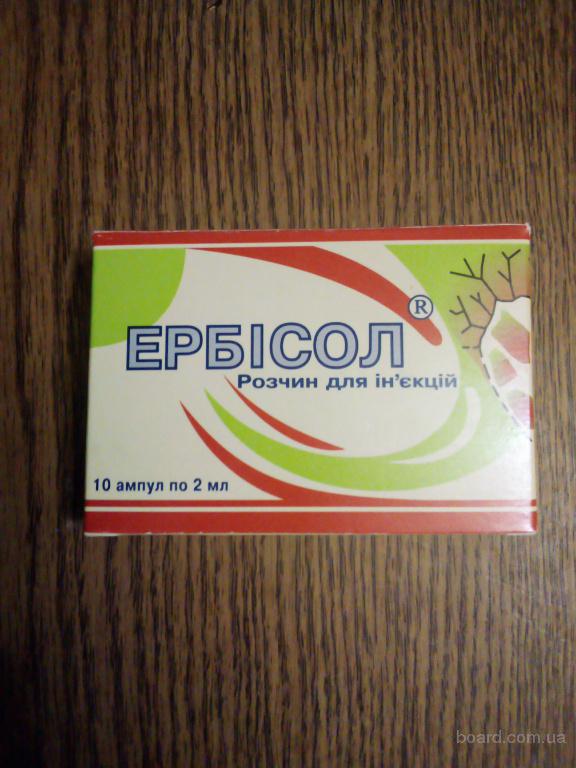 ЕРБІСОЛ®
Розчин для ін'єкцій
10 ампул по 2 мл
board.com.ua